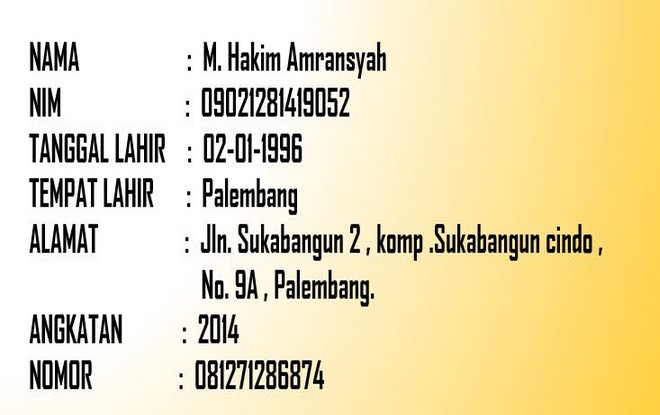 NAMA : M. Hakim Amransyah
NIM : 09021281419052
TANGGAL LAHIR : 02-01-1996
TEMPAT LAHIR : Palembang
ALAMAT : Jln. Sukabangun 2 , komp .Sukabangun cindo ,
No. 9A , Palembang.
ANGKATAN : 2014
NOMOR : 081271286874